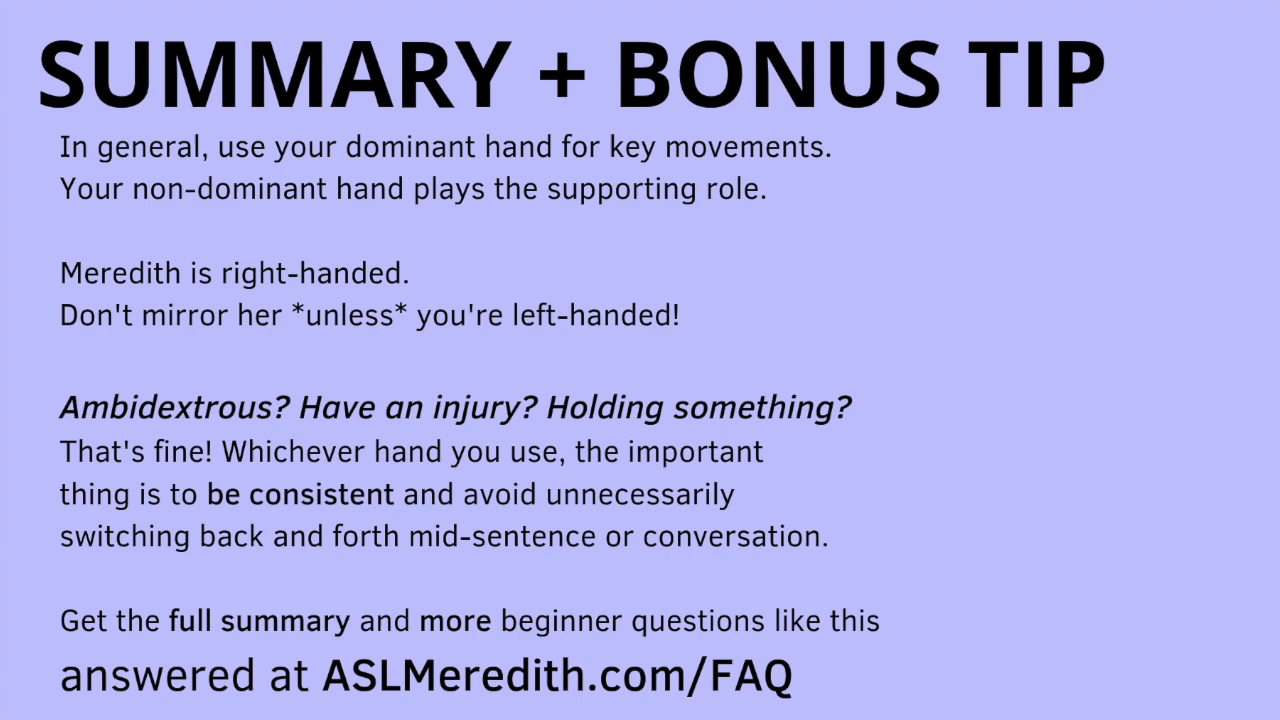 SUMMARY + BONUS TIP
In general, use your dominant hand for key movements.
Your non-dominant hand plays the supporting role.
Meredith is right-handed.
Don't mirror her *unless* you're left-handed!
Ambidextrous? Have an injury? Holding something?
That's fine! Whichever hand you use, the important
thing is to be consistent and avoid unnecessarily
switching back and forth mid-sentence or conversation.
Get the full summary and more beginner questions like this
answered at ASLMeredith.com/FAQ